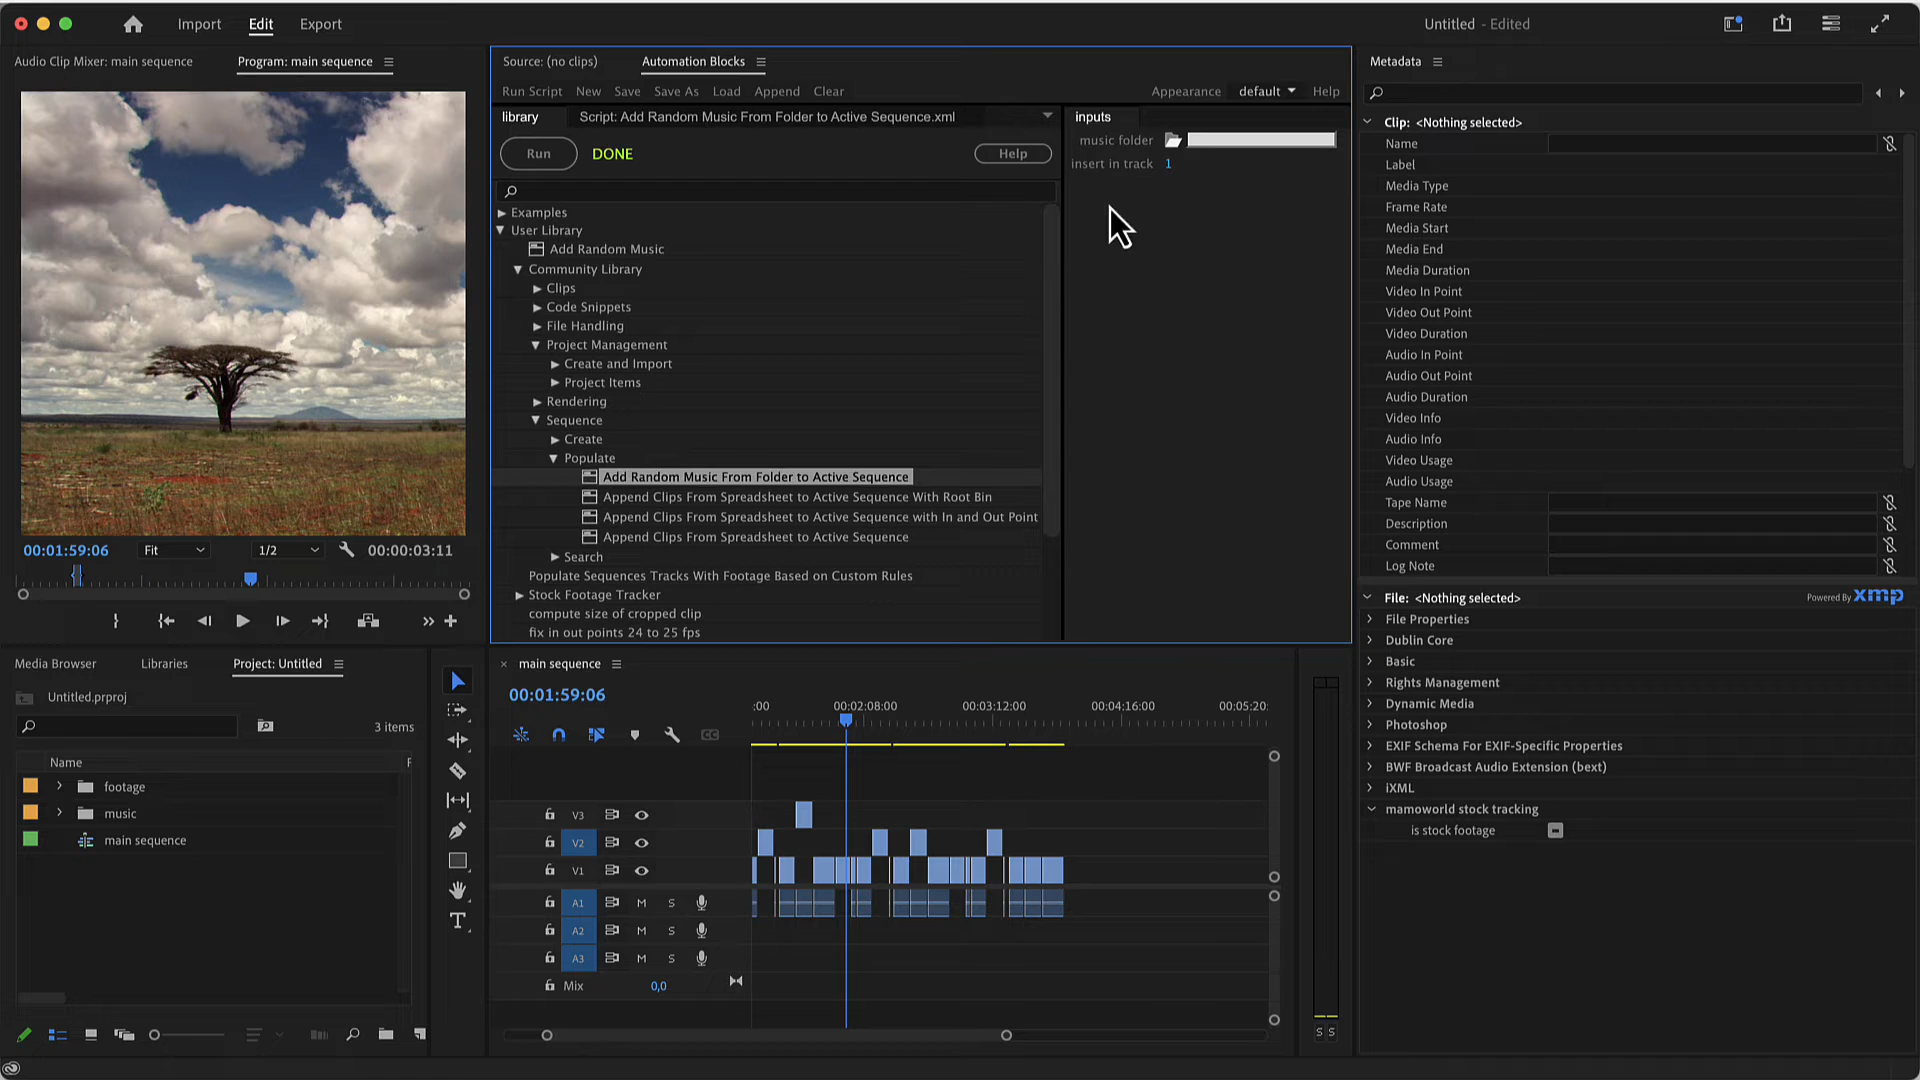 Import
Edit
Export
Untitled - Edited
Audio Clip Mixer: main sequence
Program: main sequence
Source: (no clips)
Automation Blocks
Metadata
Run Script
New
Save
Save As
Load
Append
Clear
Appearance
default
Help
library
Script: Add Random Music From Folder to Active Sequence.xml
inputs
Run
DONE
Help
music folder
insert in track
1
Examples
User Library
Add Random Music
Community Library
Clips
Code Snippets
File Handling
Project Management
Create and Import
Project Items
Rendering
Sequence
Create
Populate
Add Random Music From Folder to Active Sequence
Append Clips From Spreadsheet to Active Sequence With Root Bin
Append Clips From Spreadsheet to Active Sequence with In and Out Point
Append Clips From Spreadsheet to Active Sequence
Search
Populate Sequences Tracks With Footage Based on Custom Rules
Stock Footage Tracker
compute size of cropped clip
fix in out points 24 to 25 fps
Clip: <Nothing selected>
Name
Label
Media Type
Frame Rate
Media Start
Media End
Media Duration
Video In Point
Video Out Point
Video Duration
Audio In Point
Audio Out Point
Audio Duration
Video Info
Audio Info
Video Usage
Audio Usage
Tape Name
Description
Comment
Log Note
File: <Nothing selected>
Powered By xmp
File Properties
Dublin Core
Basic
Rights Management
Dynamic Media
Photoshop
EXIF Schema For EXIF-Specific Properties
BWF Broadcast Audio Extension (bext)
iXML
mamoworld stock tracking
is stock footage
00:01:59:06
Fit
1/2
00:00:03:11
Media Browser
Libraries
Project: Untitled
Untitled.prproj
3 items
Name
footage
music
main sequence
× main sequence
00:01:59:06
:00
00:02:08:00
00:03:12:00
00:04:16:00
00:05:20:
V3
V2
V1
A1 M S
A2 M S
A3 M S
Mix 0,0
S S